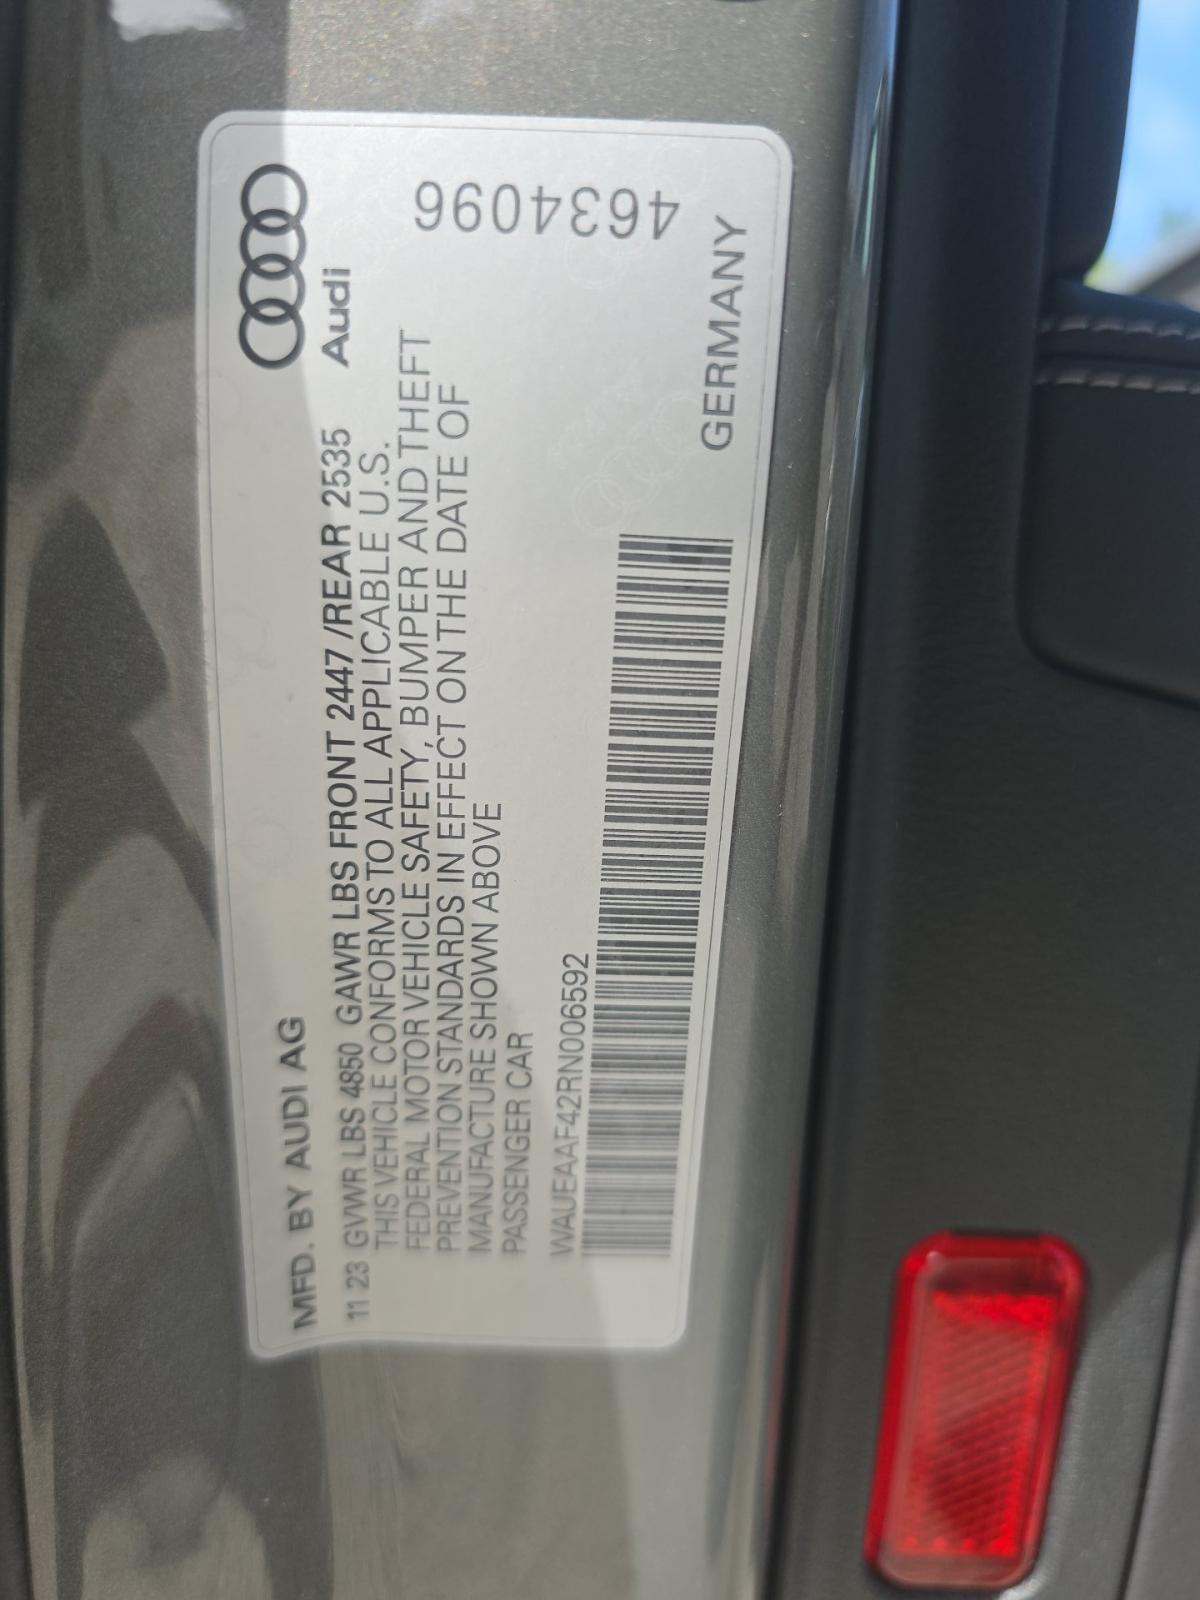 MFD. BY AUDI AG
11 23 GVWR LBS 4850 GAWR LBS FRONT 2447 /REAR 2535
Audi
THIS VEHICLE CONFORMS TO ALL APPLICABLE U.S.
FEDERAL MOTOR VEHICLE SAFETY, BUMPER AND THEFT
PREVENTION STANDARDS IN EFFECT ON THE DATE OF
MANUFACTURE SHOWN ABOVE
PASSENGER CAR
WAUEAAF42RN006592
4634096
GERMANY